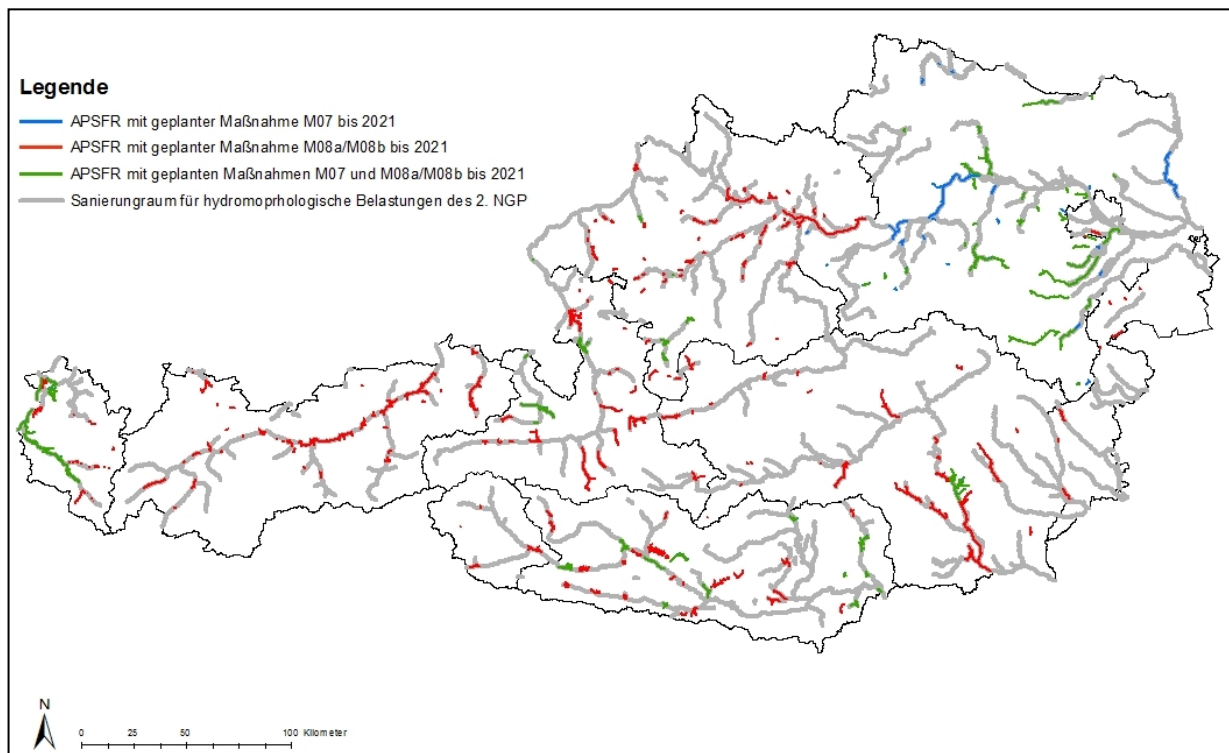 Legende
APSFR mit geplanter Maßnahme M07 bis 2021
APSFR mit geplanter Maßnahme M08a/M08b bis 2021
APSFR mit geplanten Maßnahmen M07 und M08a/M08b bis 2021
Sanierungraum für hydromoprhologische Belastungen des 2. NGP
N
0 25 50 100 Kilometer